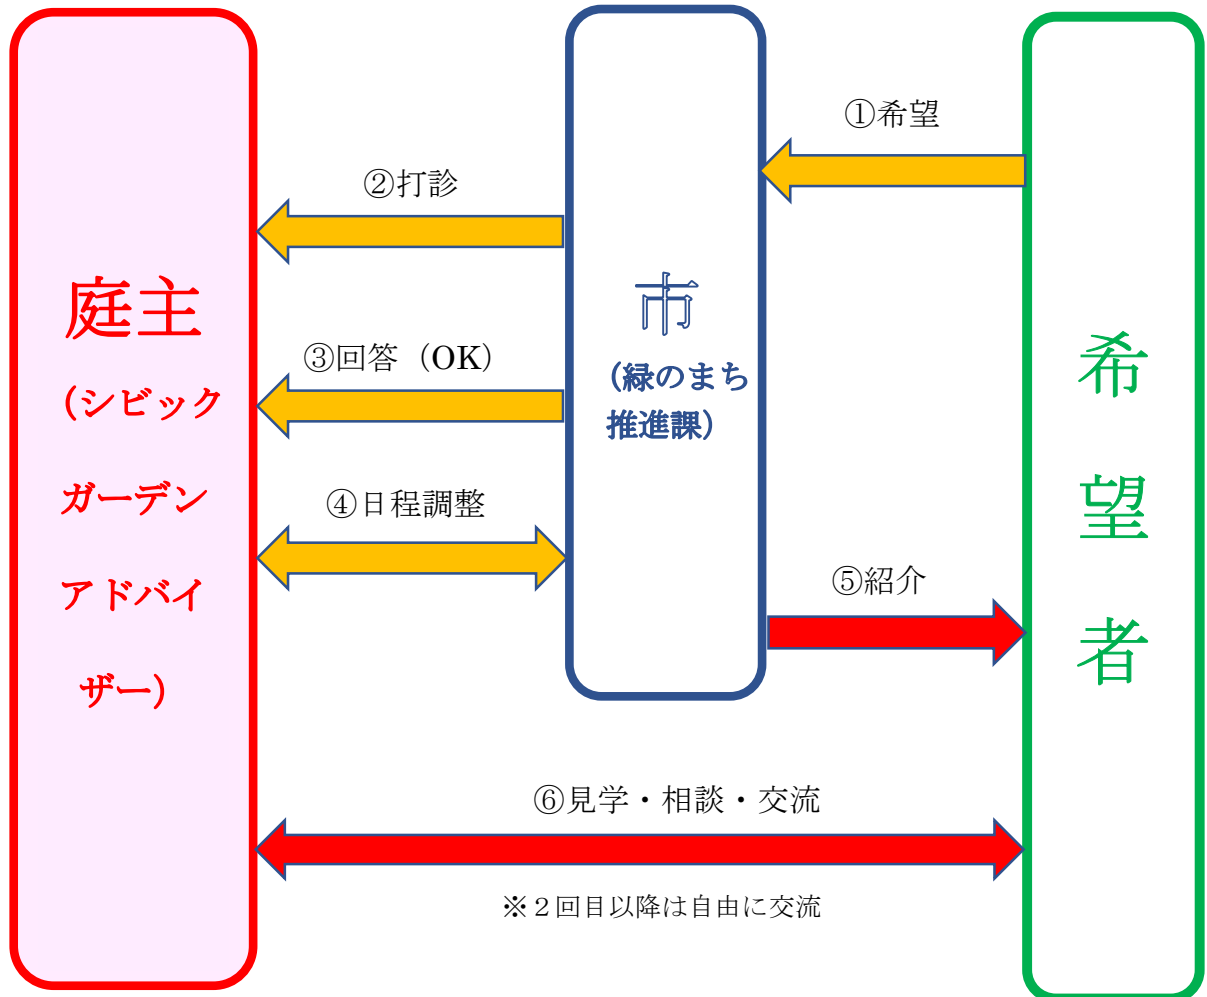 庭主
(シビック
ガーデン
アドバイ
ザー)
市
(緑のまち
推進課)
希
望
者
①希望
②打診
③回答(OK)
④日程調整
⑤紹介
⑥見学・相談・交流
※2回目以降は自由に交流